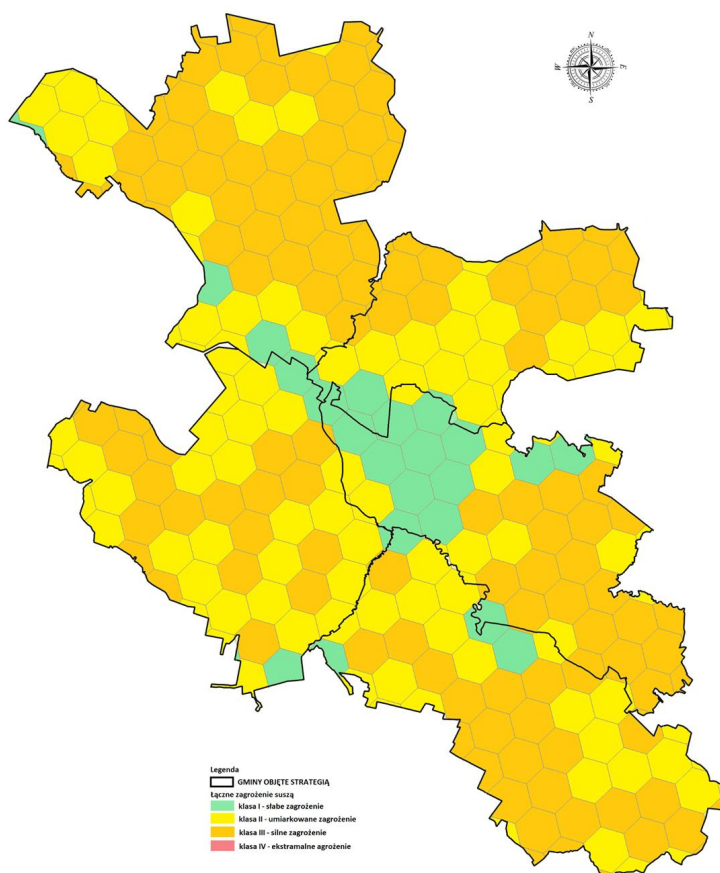 N
W
E
S
Legenda
GMINY OBJĘTE STRATEGIĄ
Łączne zagrożenie suszą
klasa I - słabe zagrożenie
klasa II - umiarkowane zagrożenie
klasa III - silne zagrożenie
klasa IV - ekstramalne agrożenie